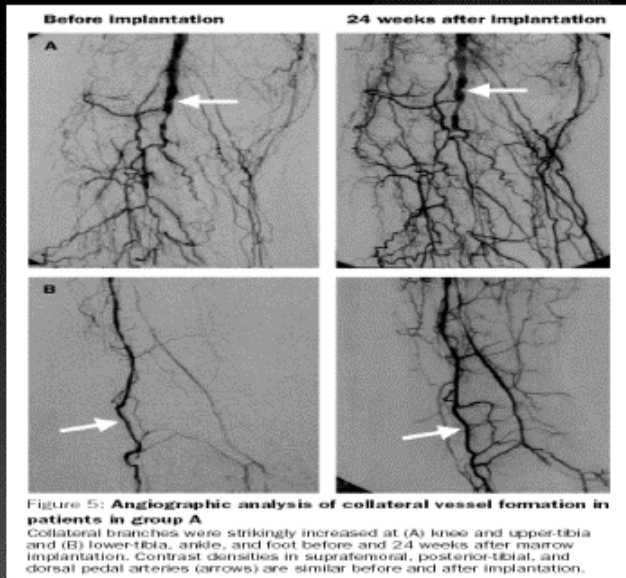 Before implantation
24 weeks after implantation
A
B
Figure 5: Angiographic analysis of collateral vessel formation in
patients in group A
Collateral branches were strikingly increased at (A) knee and upper-tibia
and (B) lower-tibia, ankle, and foot before and 24 weeks after marrow
implantation. Contrast densities in suprafemoral, posterior-tibial, and
dorsal pedal arteries (arrows) are similar before and after implantation.